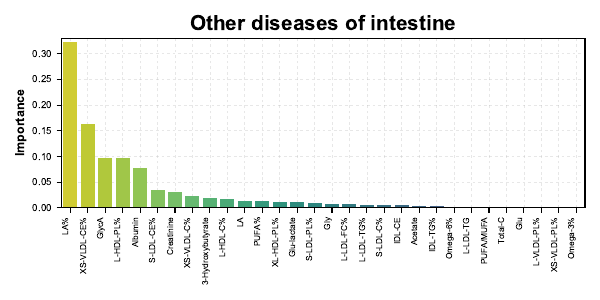 Other diseases of intestine
Importance
0.30
0.25
0.20
0.15
0.10
0.05
0.00
LA%
XS-VLDL-CE%
GlycA
L-HDL-PL%
Albumin
S-LDL-CE%
Creatinine
XS-VLDL-C%
3-Hydroxybutyrate
L-HDL-C%
LA
PUFA%
XL-HDL-PL%
Glu-lactate
S-LDL-PL%
Gly
L-LDL-FC%
L-LDL-TG%
S-LDL-C%
IDL-CE
Acetate
IDL-TG%
Omega-6%
L-LDL-TG
PUFA/MUFA
Total-C
Glu
L-VLDL-PL%
XS-VLDL-PL%
Omega-3%